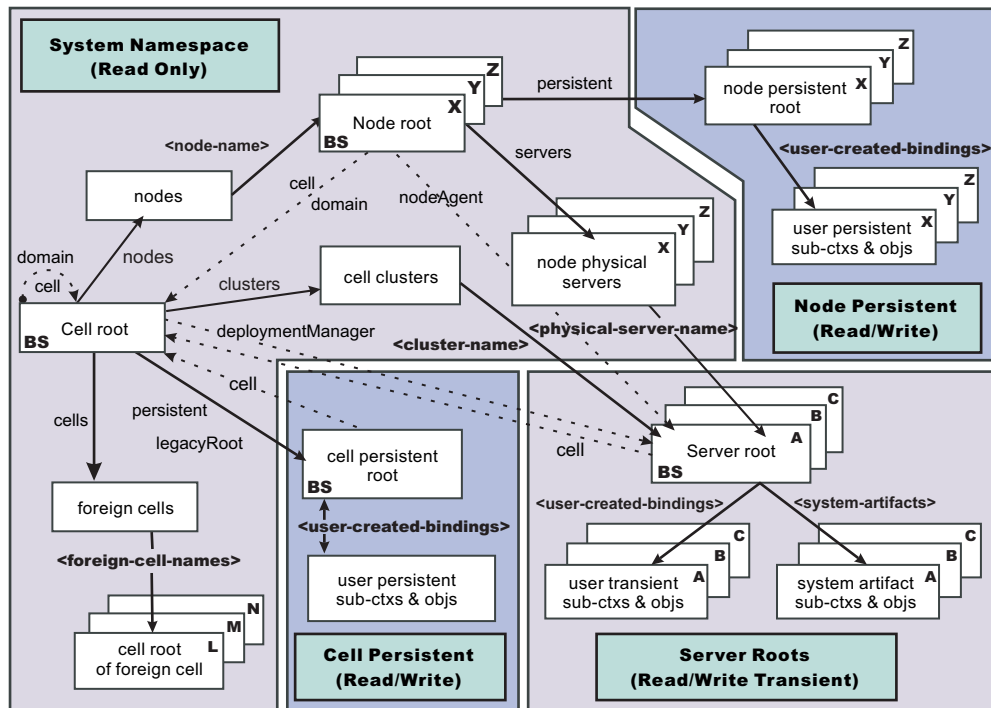 System Namespace
(Read Only)
Z
Y
X
Node root
BS
persistent
Z
Y
X
node persistent
root
<user-created-bindings>
Z
Y
X
user persistent
sub-ctxs & objs
Node Persistent
(Read/Write)
<node-name>
nodes
nodes
cell
domain
nodeAgent
servers
Z
Y
X
node physical
servers
domain
cell
Cell root
BS
clusters
cell clusters
deploymentManager
<cluster-name>
<physical-server-name>
cells
persistent
legacyRoot
cell
cell
foreign cells
<foreign-cell-names>
N
M
L
cell root
of foreign cell
cell persistent
root
BS
<user-created-bindings>
user persistent
sub-ctxs & objs
Cell Persistent
(Read/Write)
C
B
A
Server root
BS
<user-created-bindings>
<system-artifacts>
C
B
A
user transient
sub-ctxs & objs
C
B
A
system artifact
sub-ctxs & objs
Server Roots
(Read/Write Transient)